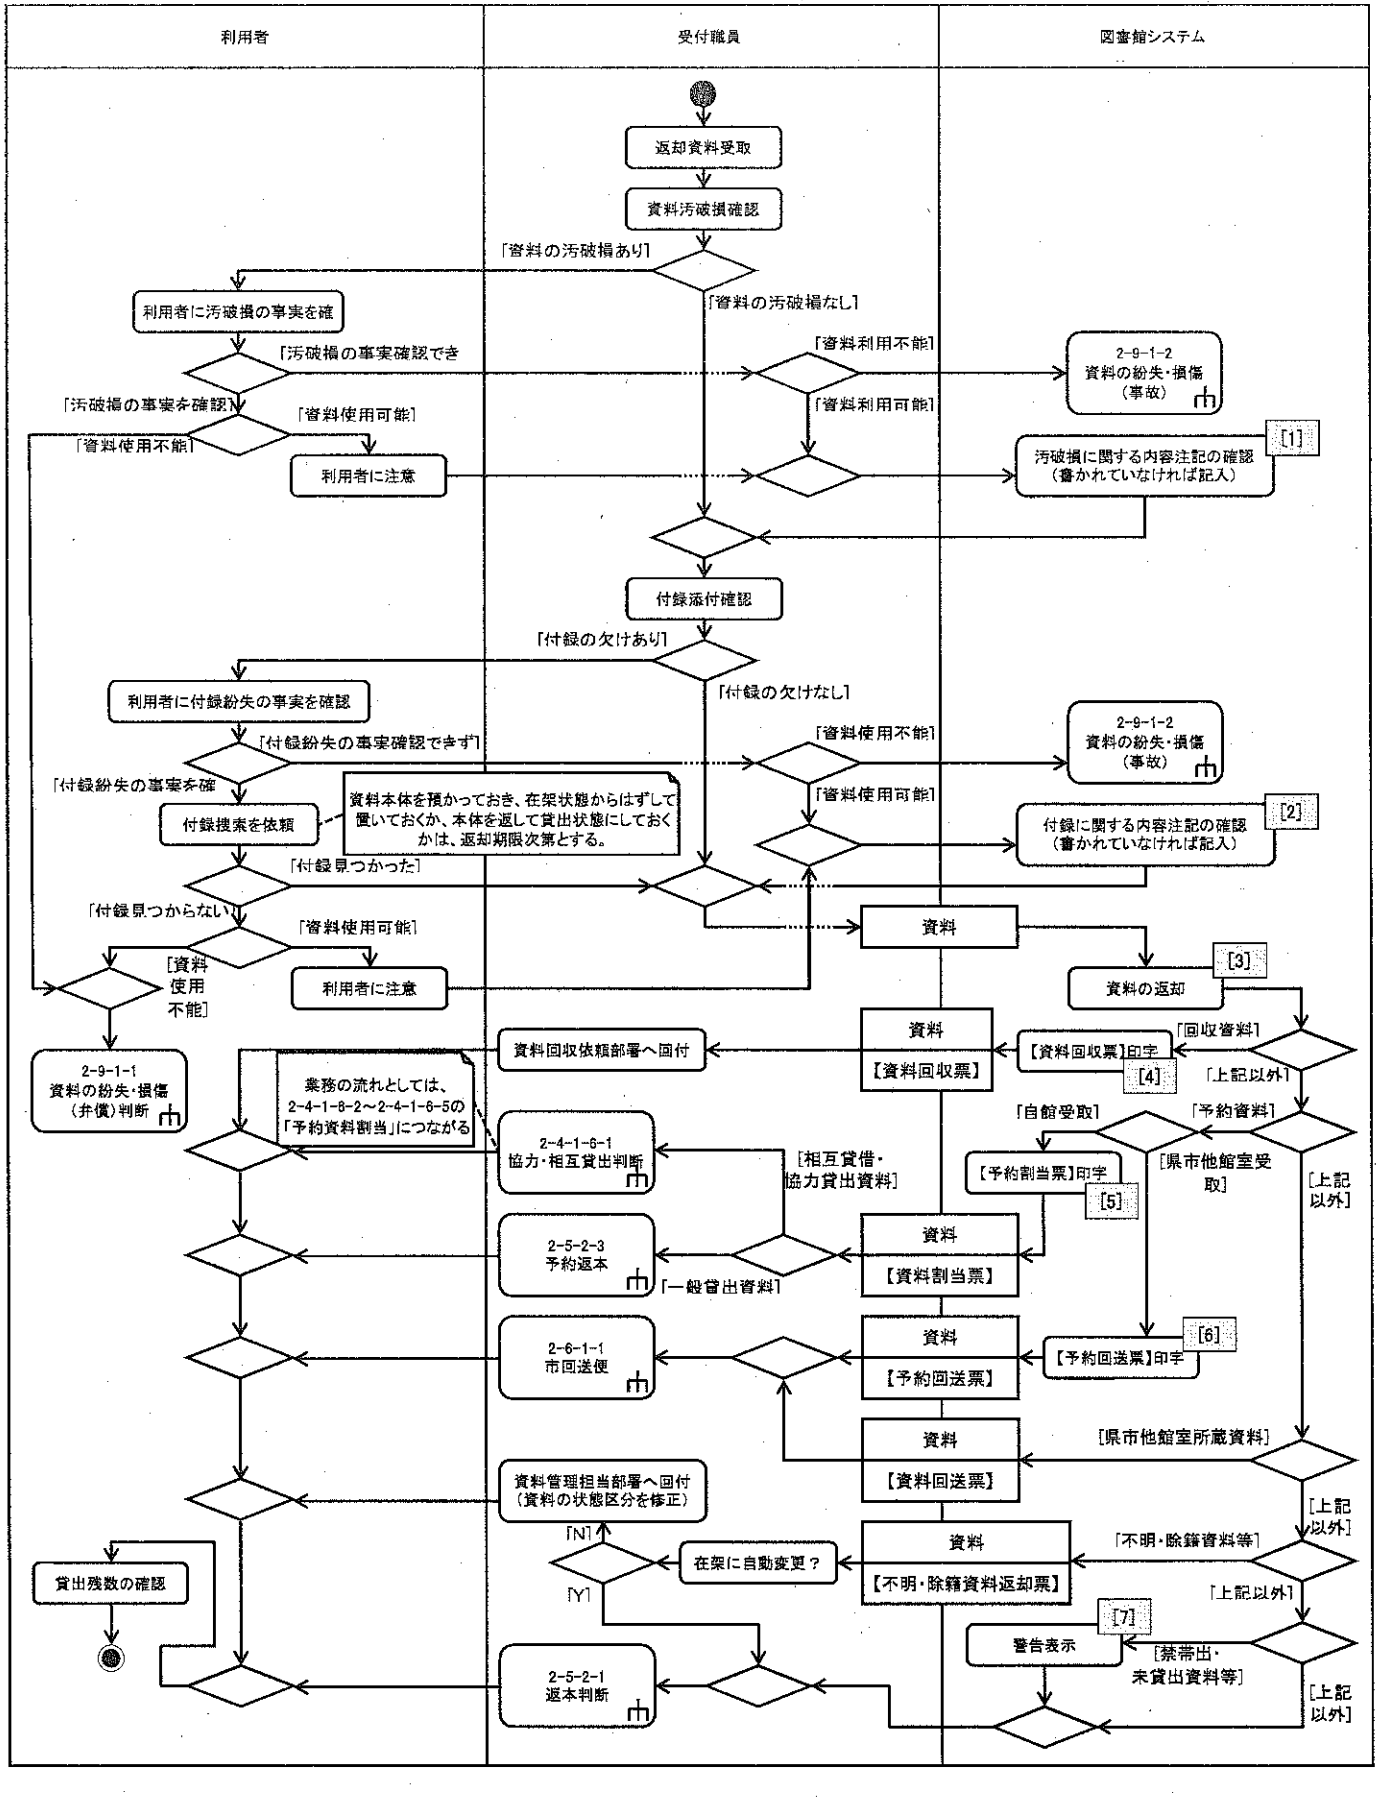 利用者
受付職員
図書館システム
返却資料受取
資料汚破損確認
[資料の汚破損あり]
[資料の汚破損なし]
利用者に汚破損の事実を確
[汚破損の事実確認でき
[資料利用不能]
2-9-1-2
資料の紛失・損傷
(事故)
[汚破損の事実を確認]
[資料使用可能]
[資料利用可能]
[資料使用不能]
利用者に注意
[1]
汚破損に関する内容注記の確認
(書かれていなければ記入)
付録添付確認
[付録の欠けあり]
[付録の欠けなし]
利用者に付録紛失の事実を確認
[付録紛失の事実確認できず]
[資料使用不能]
2-9-1-2
資料の紛失・損傷
(事故)
[付録紛失の事実を確
[資料使用可能]
資料本体を預かっておき、在架状態からはずして
置いておくか、本体を返して貸出状態にしておく
かは、返却期限次第とする。
付録捜索を依頼
[2]
付録に関する内容注記の確認
(書かれていなければ記入)
[付録見つかった]
[付録見つからない]
[資料使用可能]
資料
[資料
使用
不能]
利用者に注意
[3]
資料の返却
2-9-1-1
資料の紛失・損傷
(弁償)判断
資料回収依頼部署へ回付
資料
【資料回収票】
【資料回収票】印字
[4]
[回収資料]
[上記以外]
業務の流れとしては、
2-4-1-6-2~2-4-1-6-5の
「予約資料割当」につながる
[自館受取]
[予約資料]
2-4-1-6-1
協力・相互貸出判断
[相互貸借・
協力貸出資料]
【予約割当票】印字
[5]
[県市他館室受
取]
[上記
以外]
2-5-2-3
予約返本
[一般貸出資料]
資料
【資料割当票】
2-6-1-1
市回送便
資料
【予約回送票】
【予約回送票】印字
[6]
資料
【資料回送票】
[県市他館室所蔵資料]
資料管理担当部署へ回付
(資料の状態区分を修正)
[上記
以外]
[N]
[Y]
在架に自動変更?
資料
【不明・除籍資料返却票】
[不明・除籍資料等]
[上記以外]
貸出残数の確認
[7]
警告表示
[禁帯出・
未貸出資料等]
2-5-2-1
返本判断
[上記
以外]